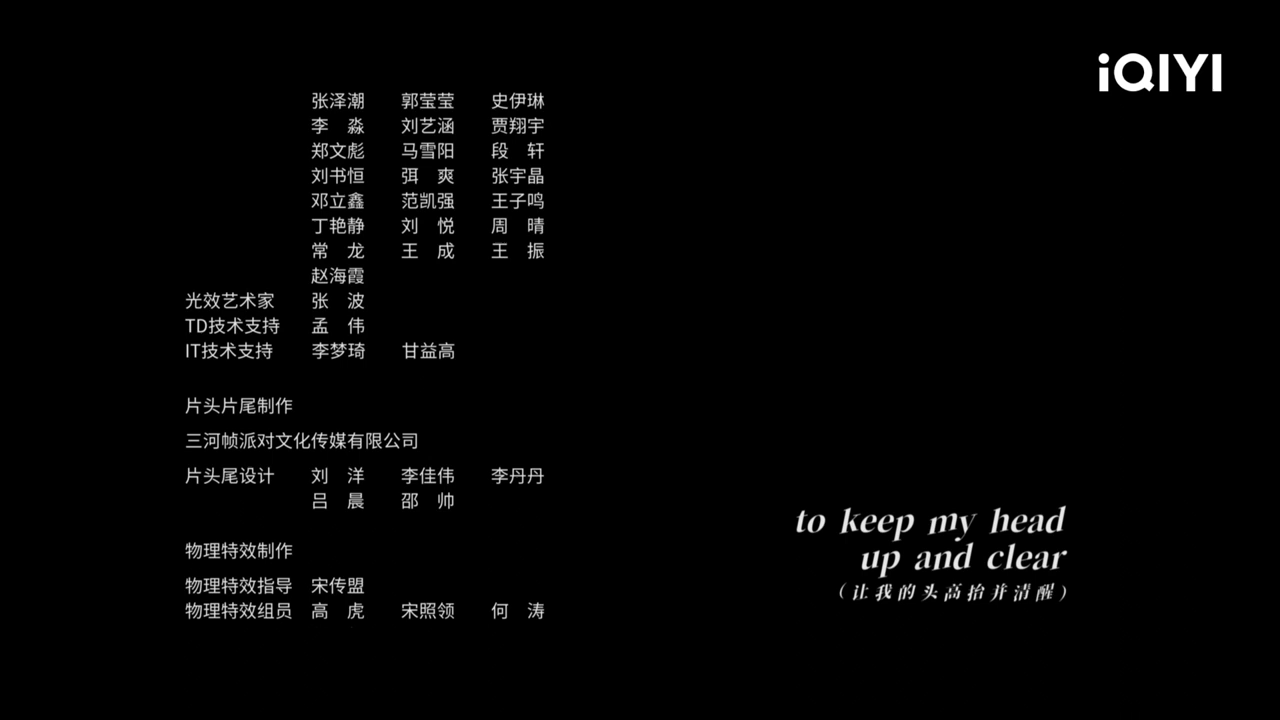 iQIYI
张泽潮 郭莹莹 史伊琳
李 淼 刘艺涵 贾翔宇
郑文彪 马雪阳 段 轩
刘书恒 弭 爽 张宇晶
邓立鑫 范凯强 王子鸣
丁艳静 刘 悦 周 晴
常 龙 王 成 王 振
赵海霞
光效艺术家 张 波
TD技术支持 孟 伟
IT技术支持 李梦琦 甘益高
片头片尾制作
三河帧派对文化传媒有限公司
片头尾设计 刘 洋 李佳伟 李丹丹
吕 晨 邵 帅
物理特效制作
物理特效指导 宋传盟
物理特效组员 高 虎 宋照领 何 涛
to keep my head
up and clear
(让我的头高抬并清醒)